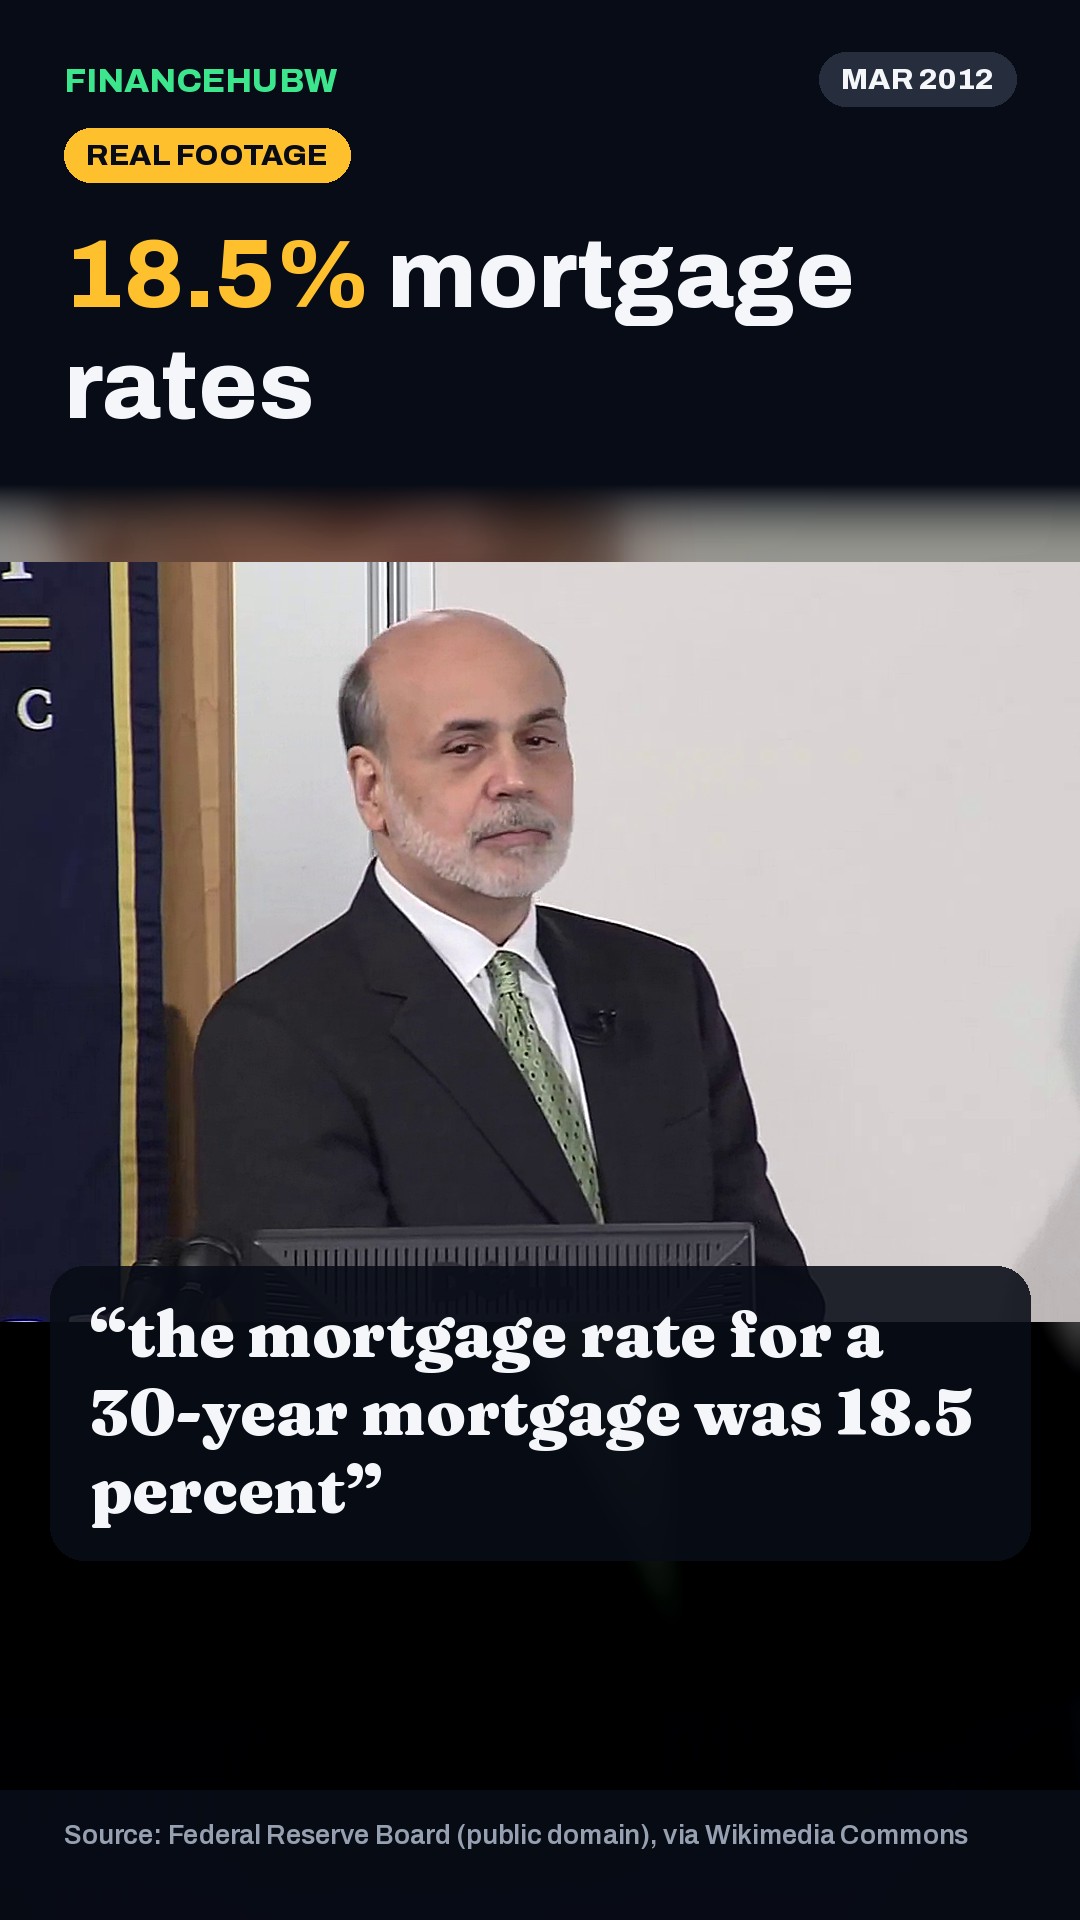 FINANCEHUBW
MAR 2012
REAL FOOTAGE
18.5% mortgage
rates
C
“the mortgage rate for a
30-year mortgage was 18.5
percent”
Source: Federal Reserve Board (public domain), via Wikimedia Commons